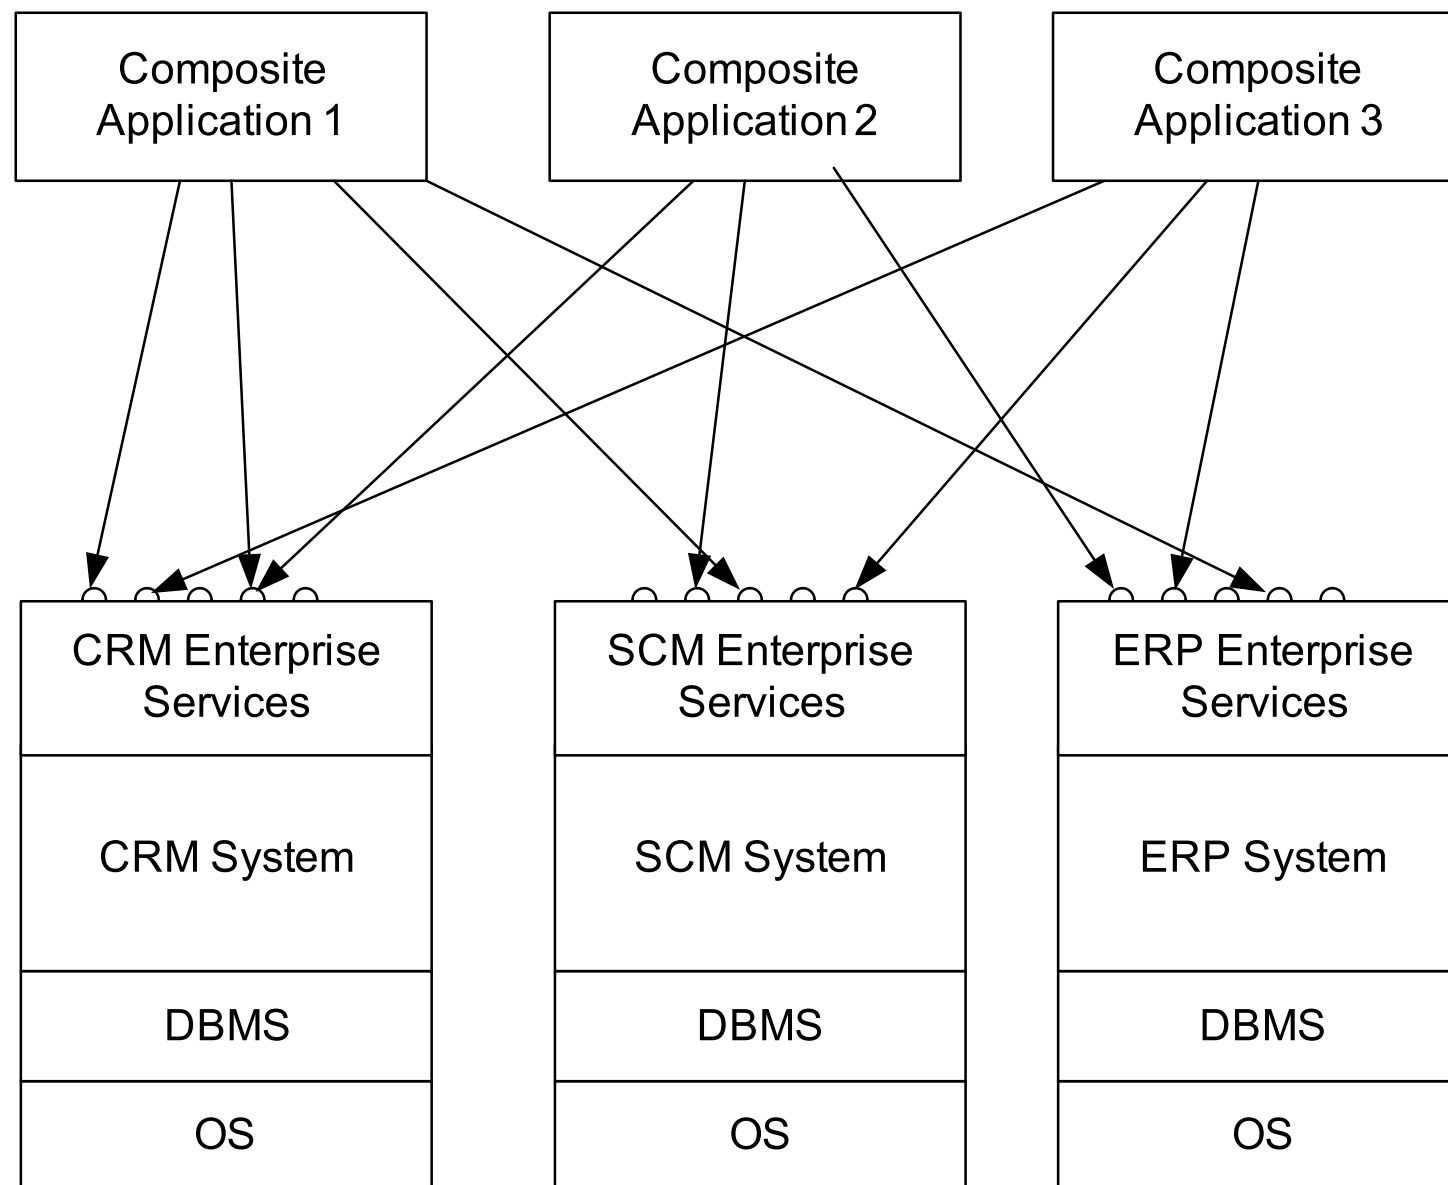 Composite
Application 1
Composite
Application 2
Composite
Application 3
CRM Enterprise
Services
SCM Enterprise
Services
ERP Enterprise
Services
CRM System
SCM System
ERP System
DBMS
DBMS
DBMS
OS
OS
OS